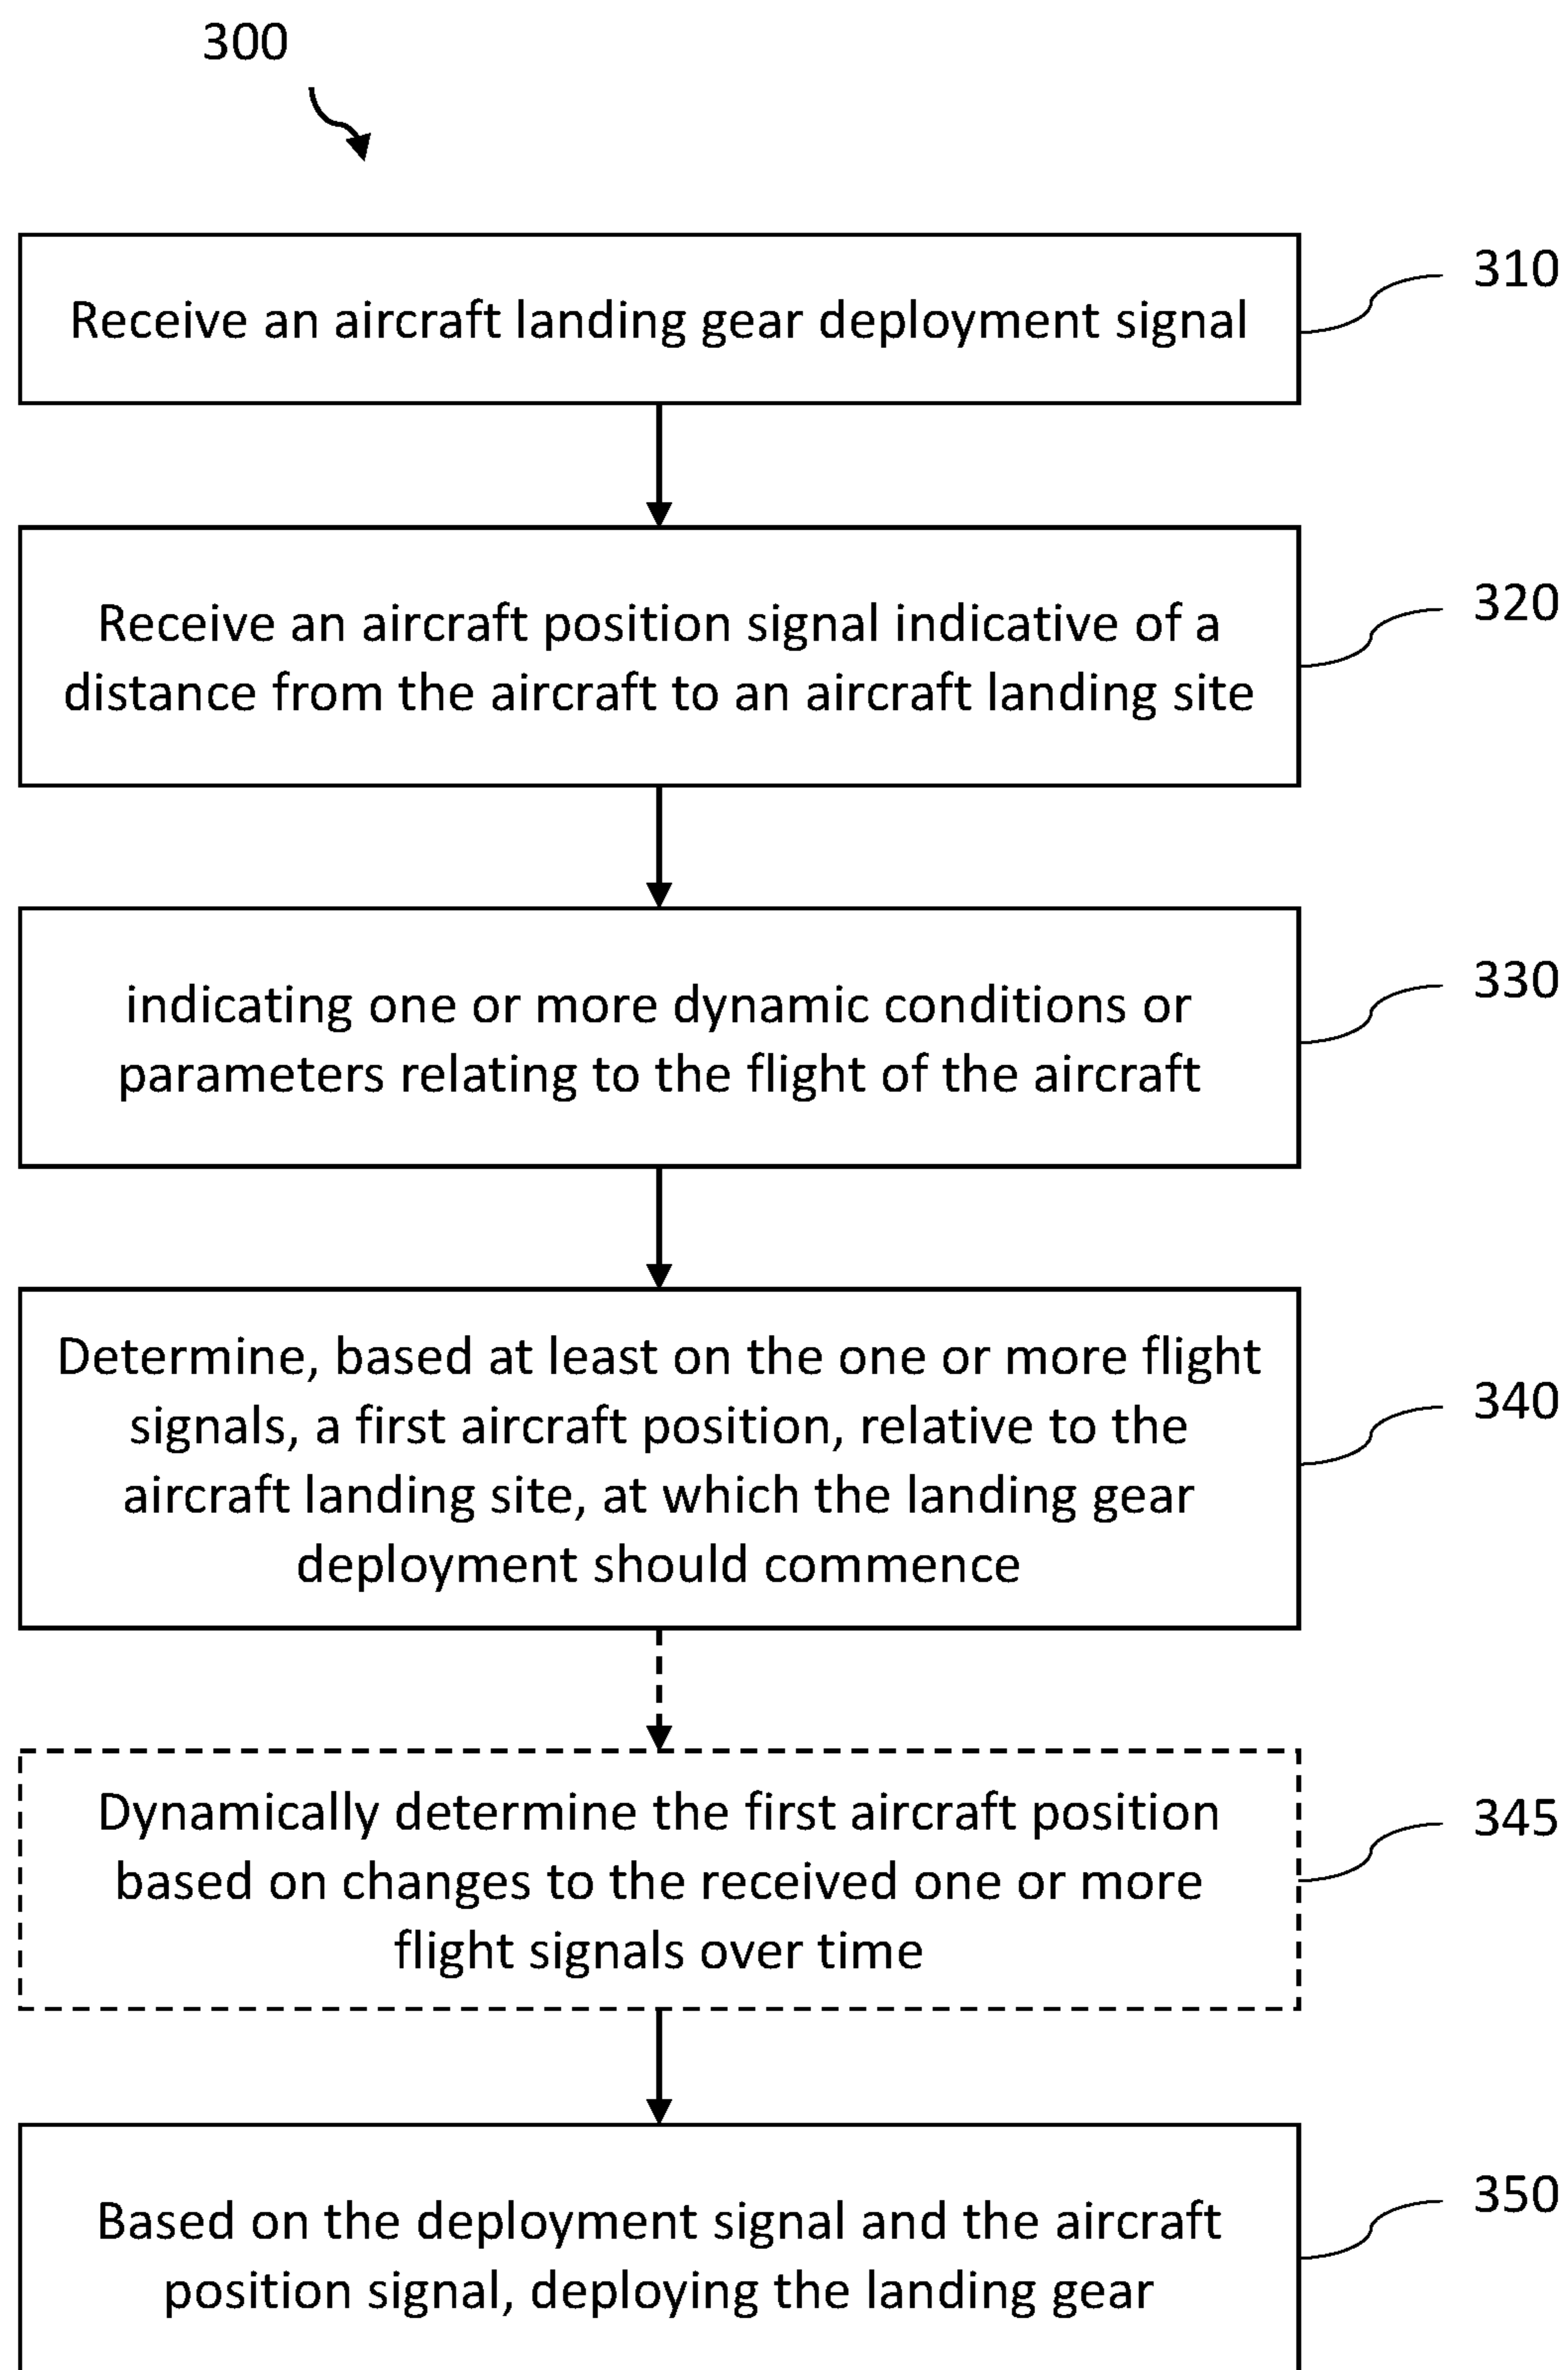 300
Receive an aircraft landing gear deployment signal
310
Receive an aircraft position signal indicative of a
distance from the aircraft to an aircraft landing site
320
indicating one or more dynamic conditions or
parameters relating to the flight of the aircraft
330
Determine, based at least on the one or more flight
signals, a first aircraft position, relative to the
aircraft landing site, at which the landing gear
deployment should commence
340
Dynamically determine the first aircraft position
based on changes to the received one or more
flight signals over time
345
Based on the deployment signal and the aircraft
position signal, deploying the landing gear
350